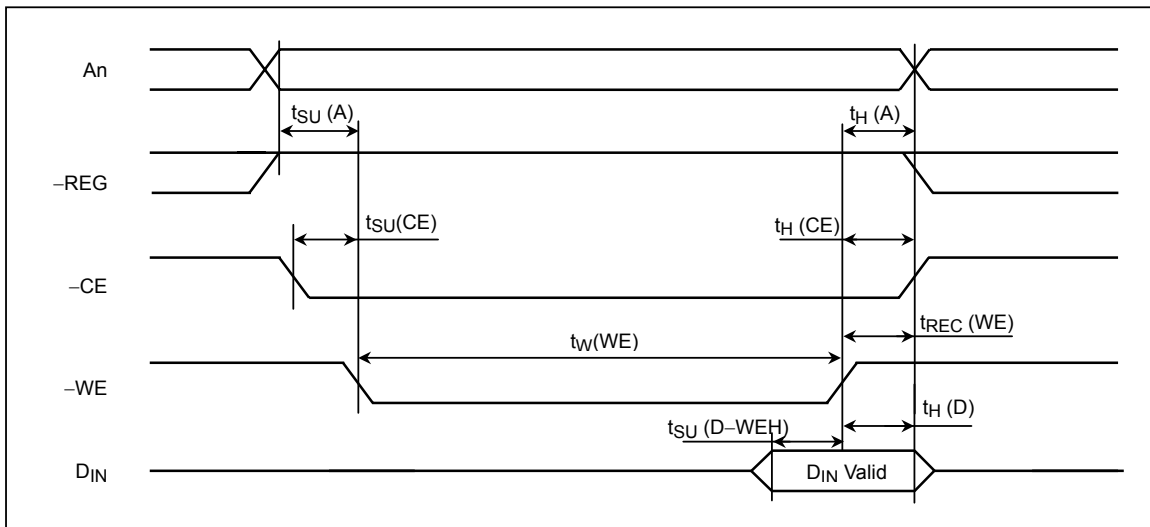 An
tSU (A)
tH (A)
–REG
tSU(CE)
tH (CE)
–CE
tREC (WE)
tW(WE)
–WE
tH (D)
tSU (D–WEH)
DIN
DIN Valid